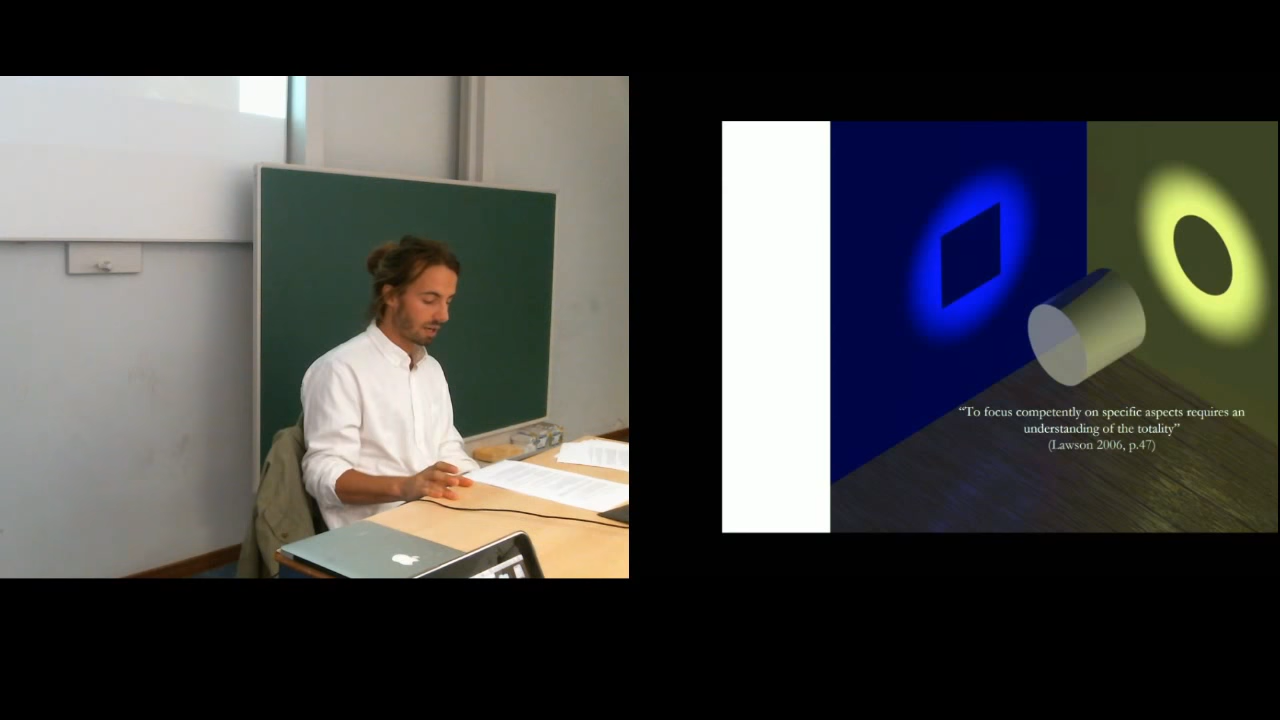 “To focus competently on specific aspects requires an
understanding of the totality”
(Lawson 2006, p.47)